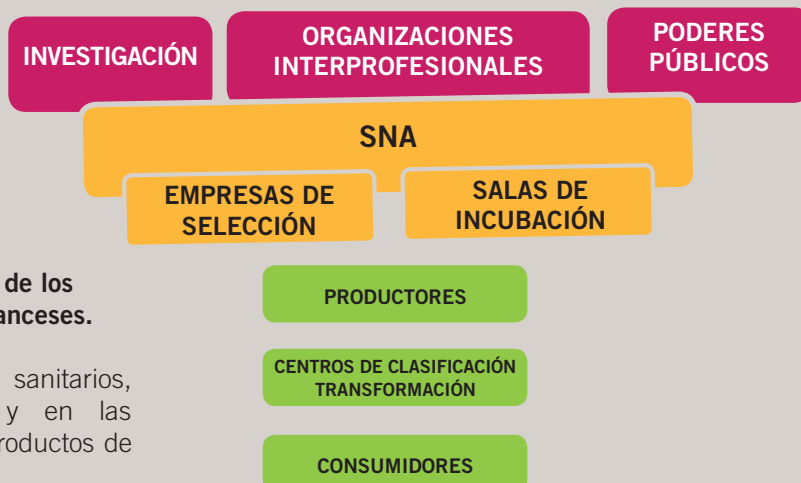 INVESTIGACIÓN
ORGANIZACIONES
INTERPROFESIONALES
PODERES
PÚBLICOS
SNA
EMPRESAS DE
SELECCIÓN
SALAS DE
INCUBACIÓN
de los
anceses.
sanitarios,
y en las
roductos de
PRODUCTORES
CENTROS DE CLASIFICACIÓN
TRANSFORMACIÓN
CONSUMIDORES